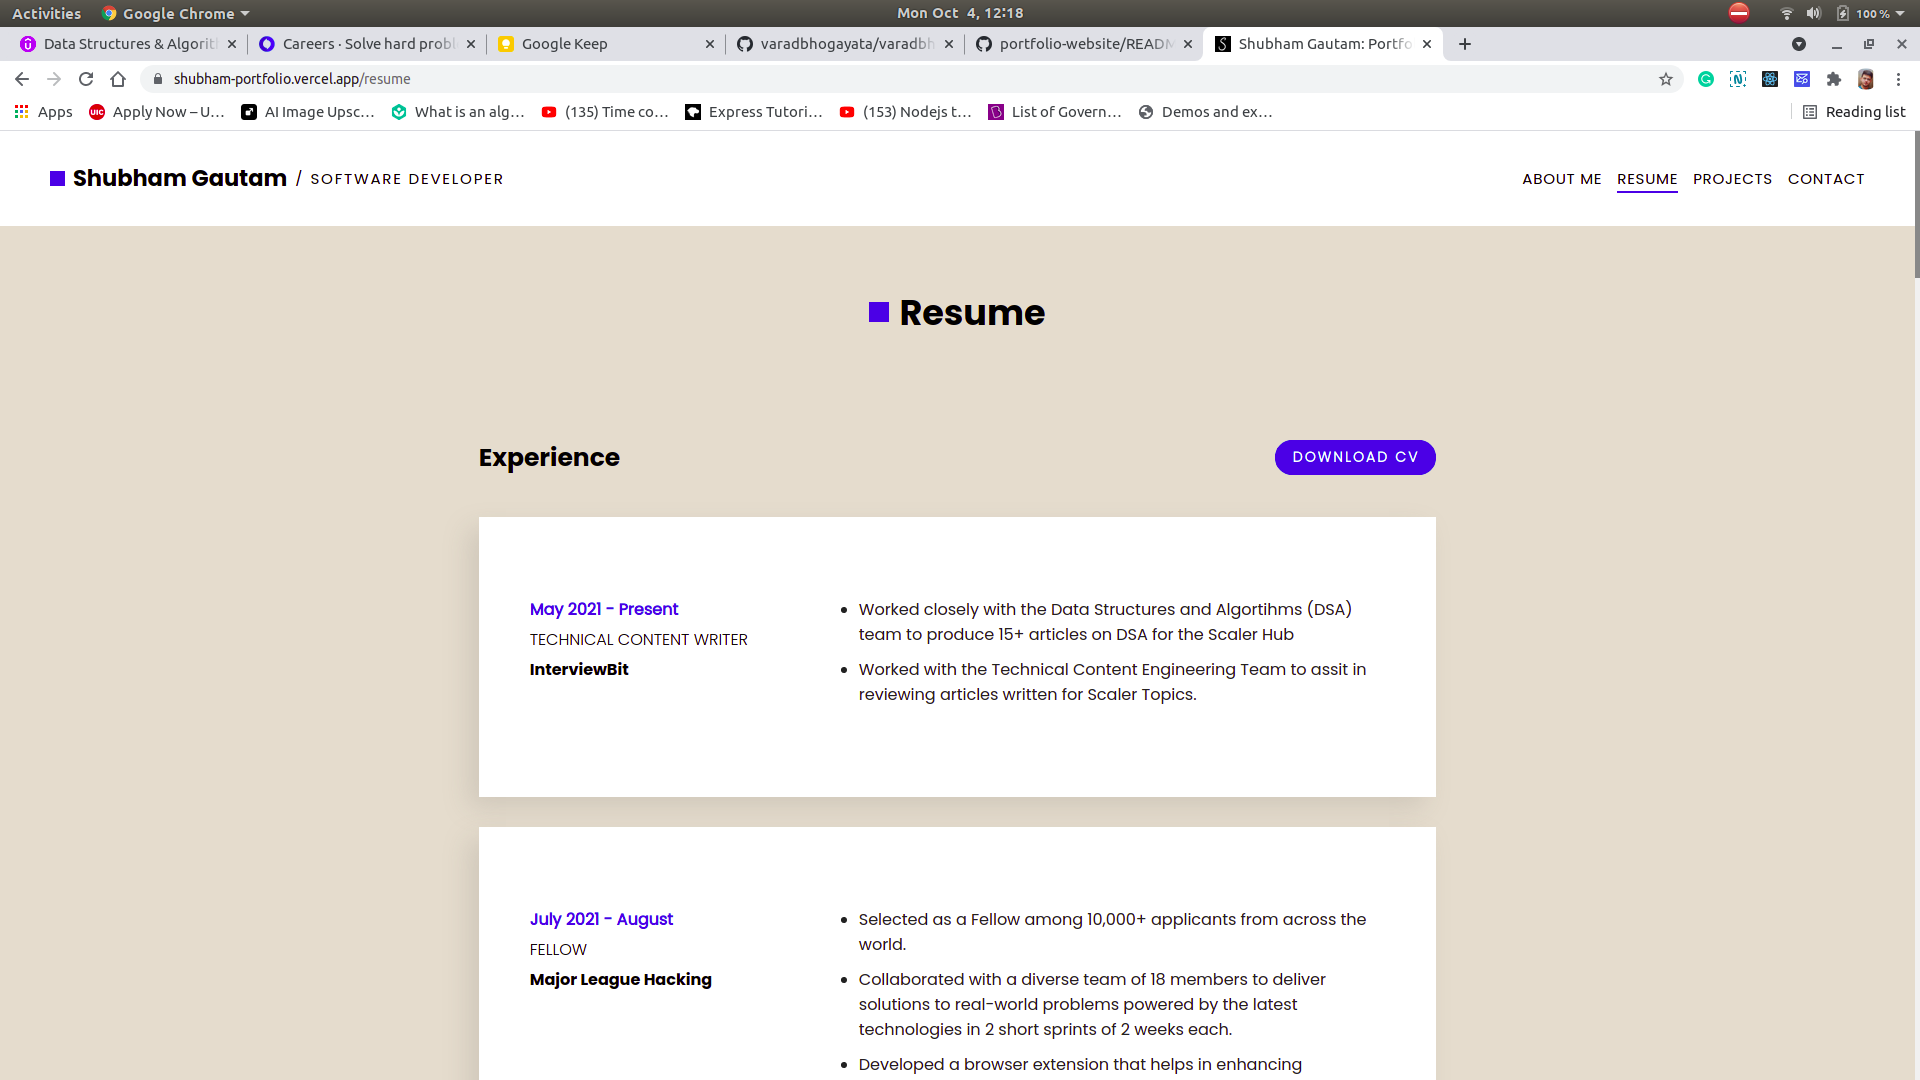 Activities Google Chrome Mon Oct 4, 12:18 100 %
Data Structures & Algorit Careers · Solve hard probl Google Keep varadbhogayata/varadbh portfolio-website/READM Shubham Gautam: Portfo
shubham-portfolio.vercel.app/resume
Apps Apply Now – U... AI Image Upsc... What is an alg... (135) Time co... Express Tutori... (153) Nodejs t... List of Govern... Demos and ex... Reading list
Shubham Gautam / SOFTWARE DEVELOPER ABOUT ME RESUME PROJECTS CONTACT
Resume
Experience DOWNLOAD CV
May 2021 - Present
TECHNICAL CONTENT WRITER
InterviewBit
Worked closely with the Data Structures and Algortihms (DSA)
team to produce 15+ articles on DSA for the Scaler Hub
Worked with the Technical Content Engineering Team to assit in
reviewing articles written for Scaler Topics.
July 2021 - August
FELLOW
Major League Hacking
Selected as a Fellow among 10,000+ applicants from across the
world.
Collaborated with a diverse team of 18 members to deliver
solutions to real-world problems powered by the latest
technologies in 2 short sprints of 2 weeks each.
Developed a browser extension that helps in enhancing